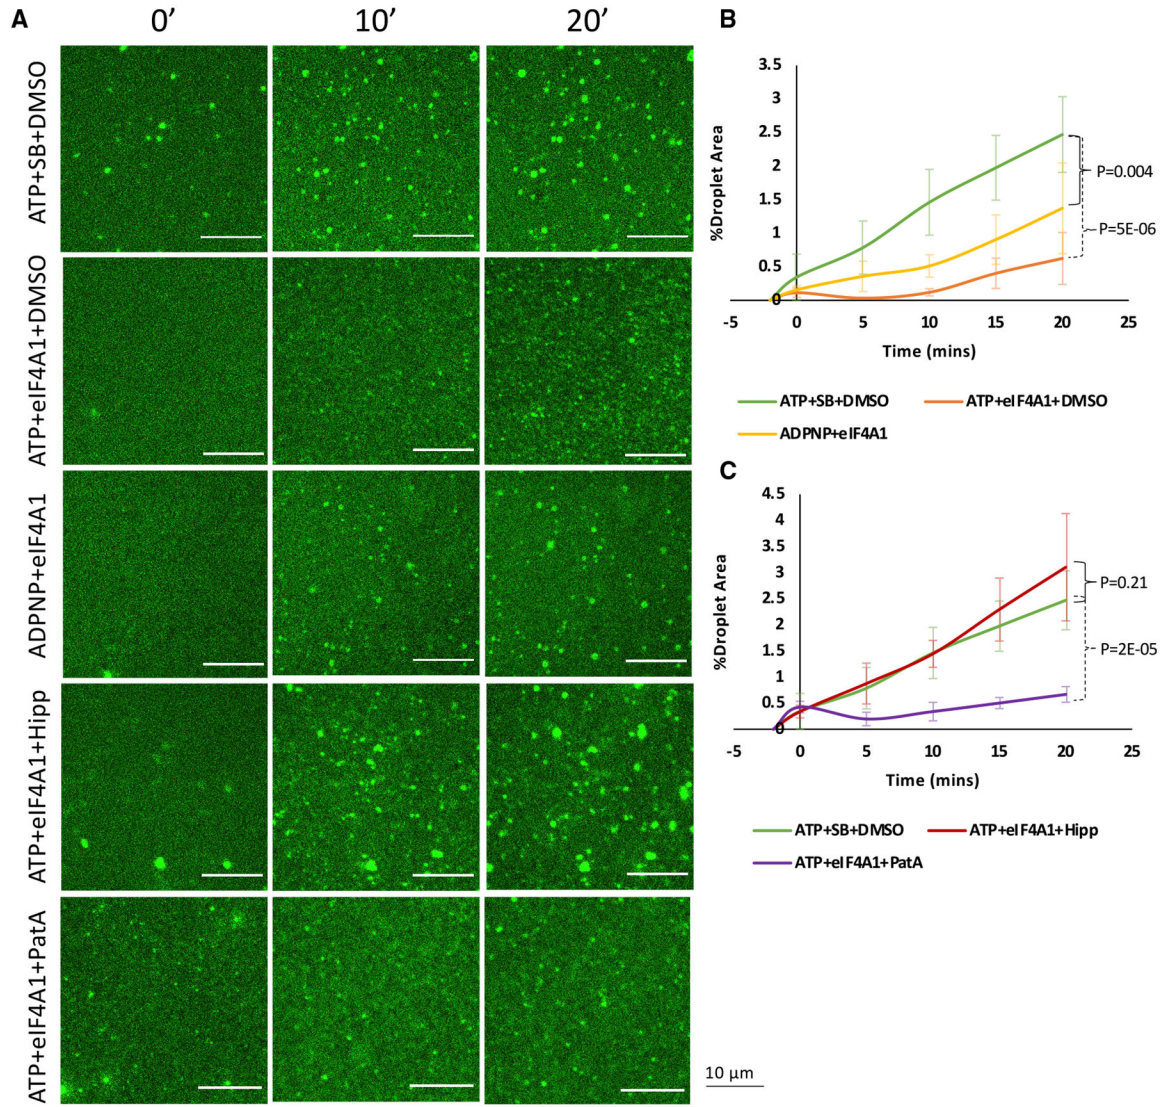 A
0’ 10’ 20’
ATP+SB+DMSO
ATP+eIF4A1+DMSO
ADPNP+eIF4A1
ATP+eIF4A1+Hipp
ATP+eIF4A1+PatA
10 µm
B
%Droplet Area
3.5
3
2.5
2
1.5
1
0.5
0
-5 0 5 10 15 20 25
Time (mins)
P=0.004
P=5E-06
ATP+SB+DMSO ATP+eIF4A1+DMSO
ADPNP+eIF4A1
C
%Droplet Area
4.5
4
3.5
3
2.5
2
1.5
1
0.5
0
-5 0 5 10 15 20 25
Time (mins)
P=0.21
P=2E-05
ATP+SB+DMSO ATP+eIF4A1+Hipp
ATP+eIF4A1+PatA